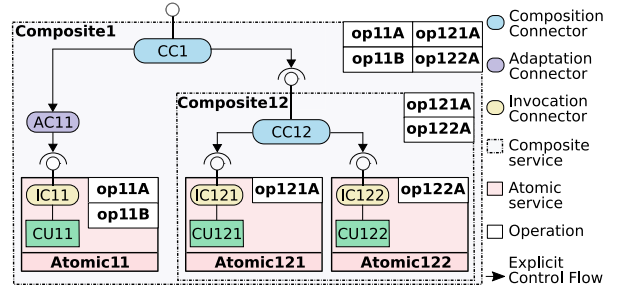 Composite1
CC1
op11A
op121A
op11B
op122A
AC11
Composite12
op121A
op122A
CC12
IC11
op11A
op11B
CU11
Atomic11
IC121
op121A
CU121
Atomic121
IC122
op122A
CU122
Atomic122
Composition
Connector
Adaptation
Connector
Invocation
Connector
Composite
service
Atomic
service
Operation
Explicit
Control Flow